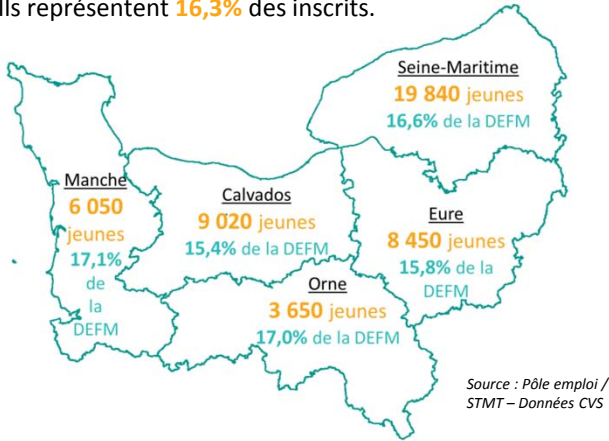 Ils représentent 16,3% des inscrits.
Seine-Maritime
19 840 jeunes
16,6% de la DEFM
Manche
6 050
jeunes
17,1%
de
la
DEFM
Calvados
9 020 jeunes
15,4% de la DEFM
Eure
8 450 jeunes
15,8% de la
DEFM
Orne
3 650 jeunes
17,0% de la DEFM
Source : Pôle emploi /
STMT – Données CVS